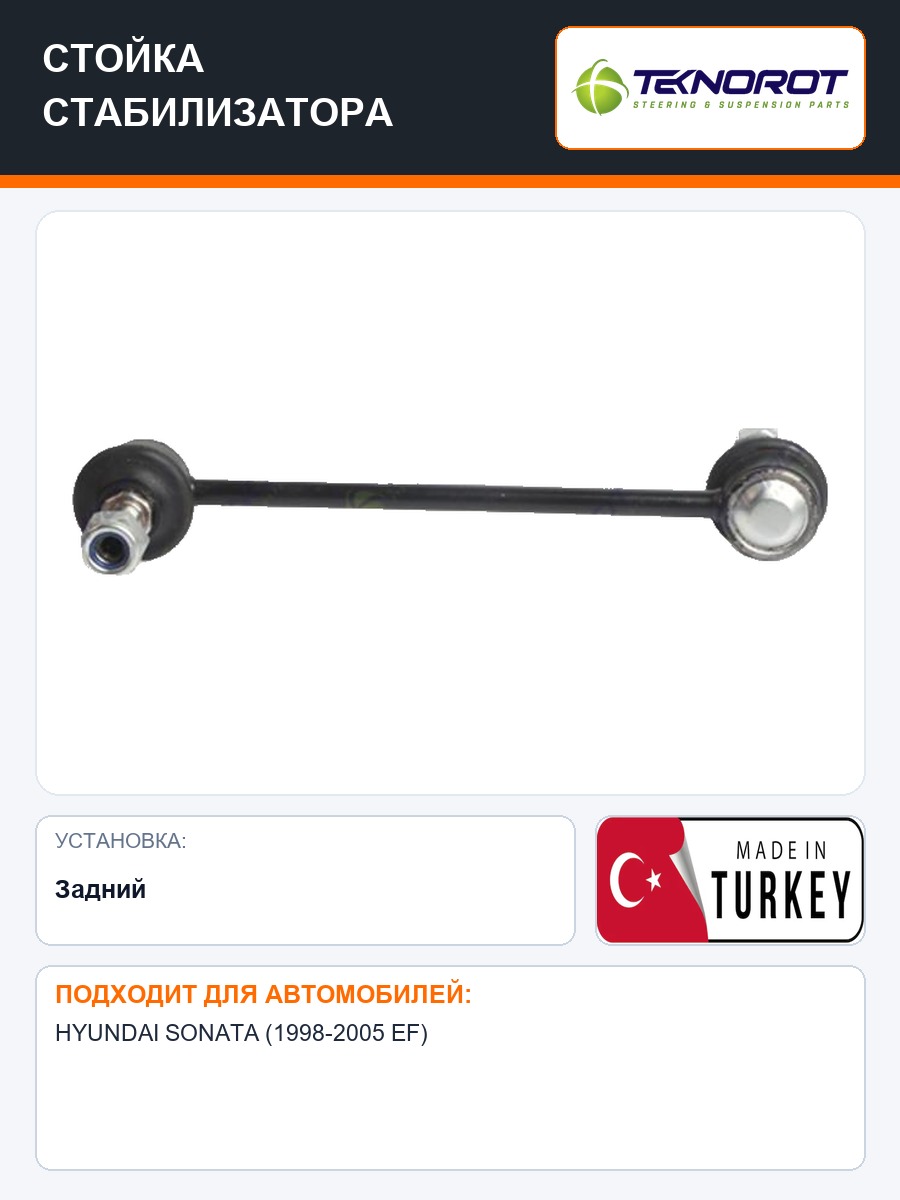 СТОЙКА
СТАБИЛИЗАТОРА
TEKNOROT
STEERING & SUSPENSION PARTS
УСТАНОВКА:
Задний
MADE IN
TURKEY
ПОДХОДИТ ДЛЯ АВТОМОБИЛЕЙ:
HYUNDAI SONATA (1998-2005 EF)